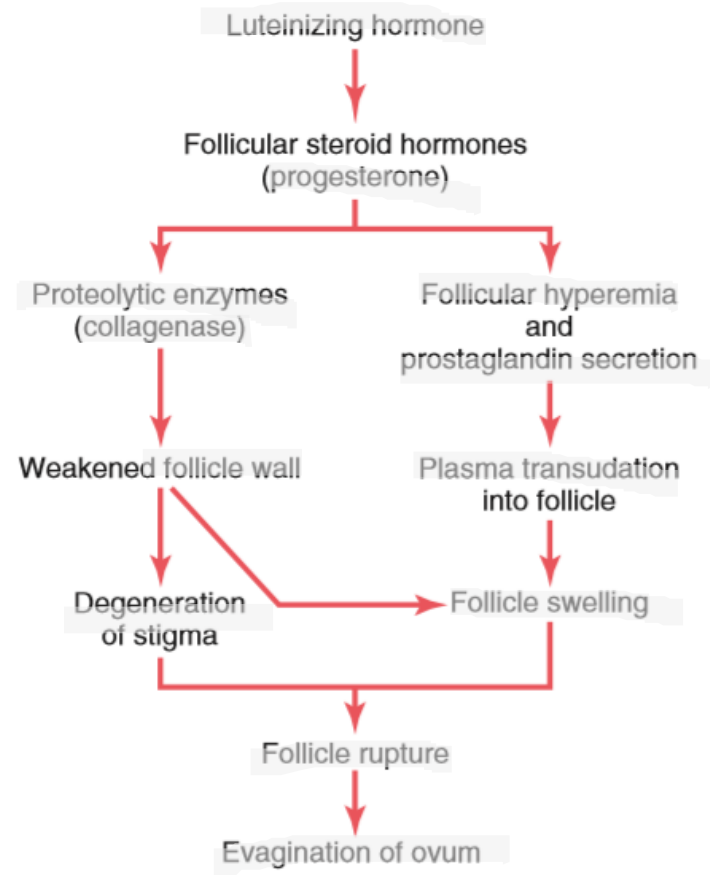 Luteinizing hormone
Follicular steroid hormones
(progesterone)
Proteolytic enzymes
(collagenase)
Follicular hyperemia
and
prostaglandin secretion
Weakened follicle wall
Plasma transudation
into follicle
Degeneration
of stigma
Follicle swelling
Follicle rupture
Evagination of ovum